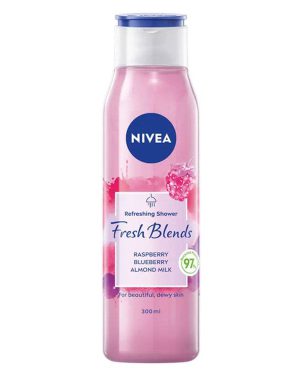 NIVEA
Refreshing Shower
Fresh Blends
RASPBERRY
BLUEBERRY
ALMOND MILK
97%
For beautiful, dewy skin
300 ml